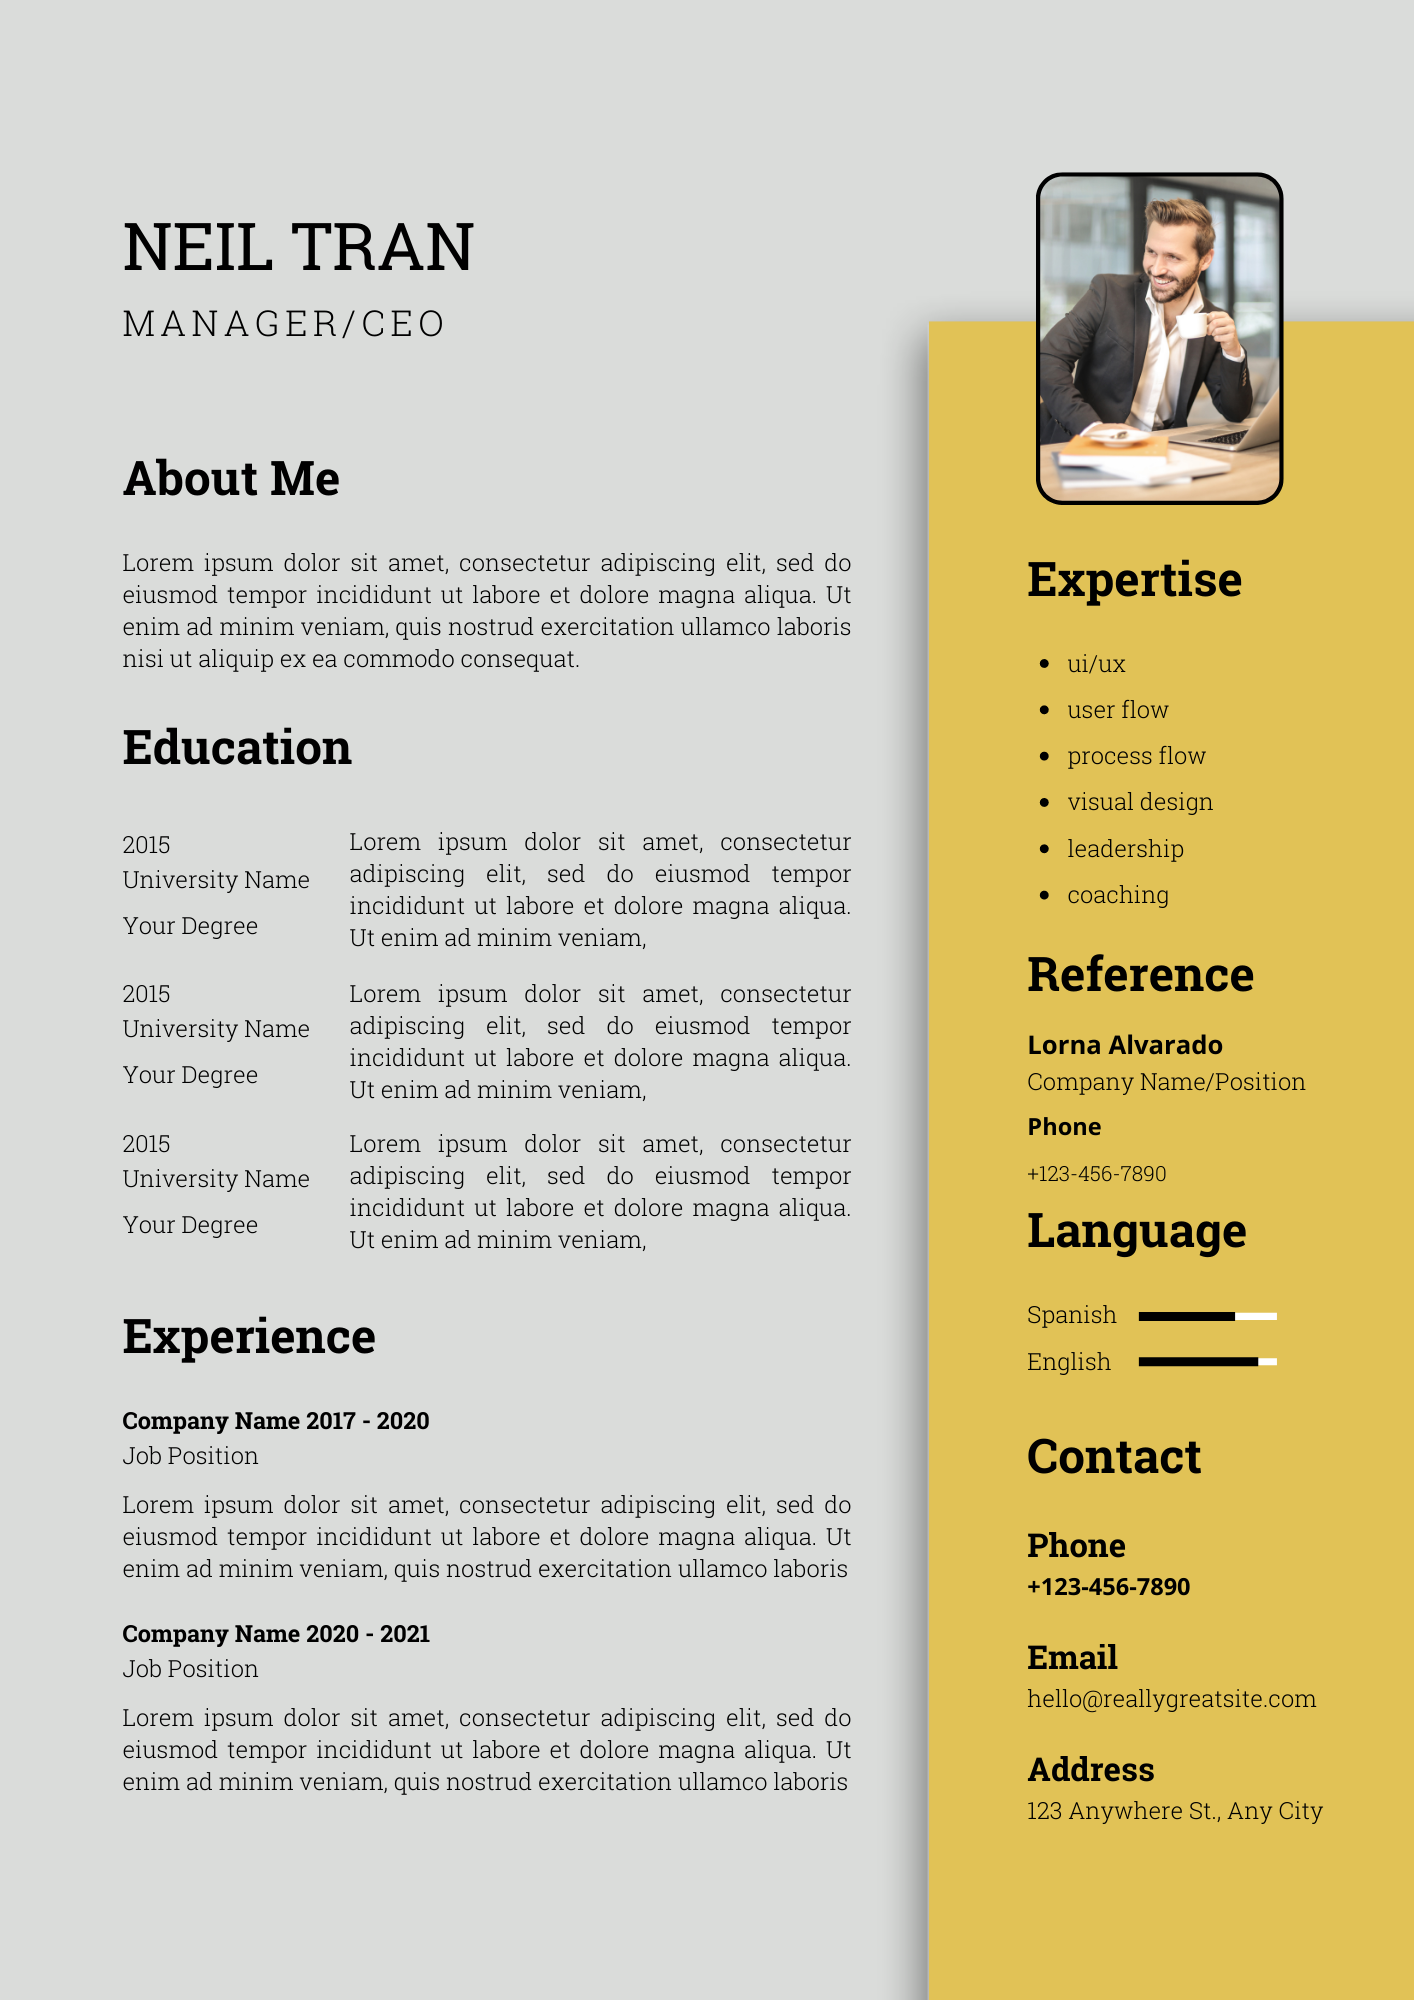 NEIL TRAN
MANAGER/CEO
About Me
Lorem ipsum dolor sit amet, consectetur adipiscing elit, sed do
eiusmod tempor incididunt ut labore et dolore magna aliqua. Ut
enim ad minim veniam, quis nostrud exercitation ullamco laboris
nisi ut aliquip ex ea commodo consequat.
Education
2015
University Name
Your Degree
Lorem ipsum dolor sit amet, consectetur
adipiscing elit, sed do eiusmod tempor
incididunt ut labore et dolore magna aliqua.
Ut enim ad minim veniam,
2015
University Name
Your Degree
Lorem ipsum dolor sit amet, consectetur
adipiscing elit, sed do eiusmod tempor
incididunt ut labore et dolore magna aliqua.
Ut enim ad minim veniam,
2015
University Name
Your Degree
Lorem ipsum dolor sit amet, consectetur
adipiscing elit, sed do eiusmod tempor
incididunt ut labore et dolore magna aliqua.
Ut enim ad minim veniam,
Experience
Company Name 2017 - 2020
Job Position
Lorem ipsum dolor sit amet, consectetur adipiscing elit, sed do
eiusmod tempor incididunt ut labore et dolore magna aliqua. Ut
enim ad minim veniam, quis nostrud exercitation ullamco laboris
Company Name 2020 - 2021
Job Position
Lorem ipsum dolor sit amet, consectetur adipiscing elit, sed do
eiusmod tempor incididunt ut labore et dolore magna aliqua. Ut
enim ad minim veniam, quis nostrud exercitation ullamco laboris
Expertise
• ui/ux
• user flow
• process flow
• visual design
• leadership
• coaching
Reference
Lorna Alvarado
Company Name/Position
Phone
+123-456-7890
Language
Spanish
English
Contact
Phone
+123-456-7890
Email
hello@reallygreatsite.com
Address
123 Anywhere St., Any City